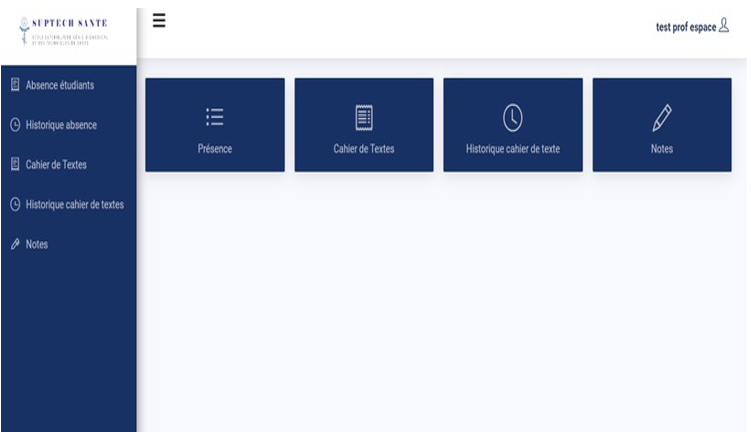 SUPTECH SANTE
test prof espace
Absence étudiants
Historique absence
Cahier de Textes
Historique cahier de textes
Notes
Présence
Cahier de Textes
Historique cahier de texte
Notes